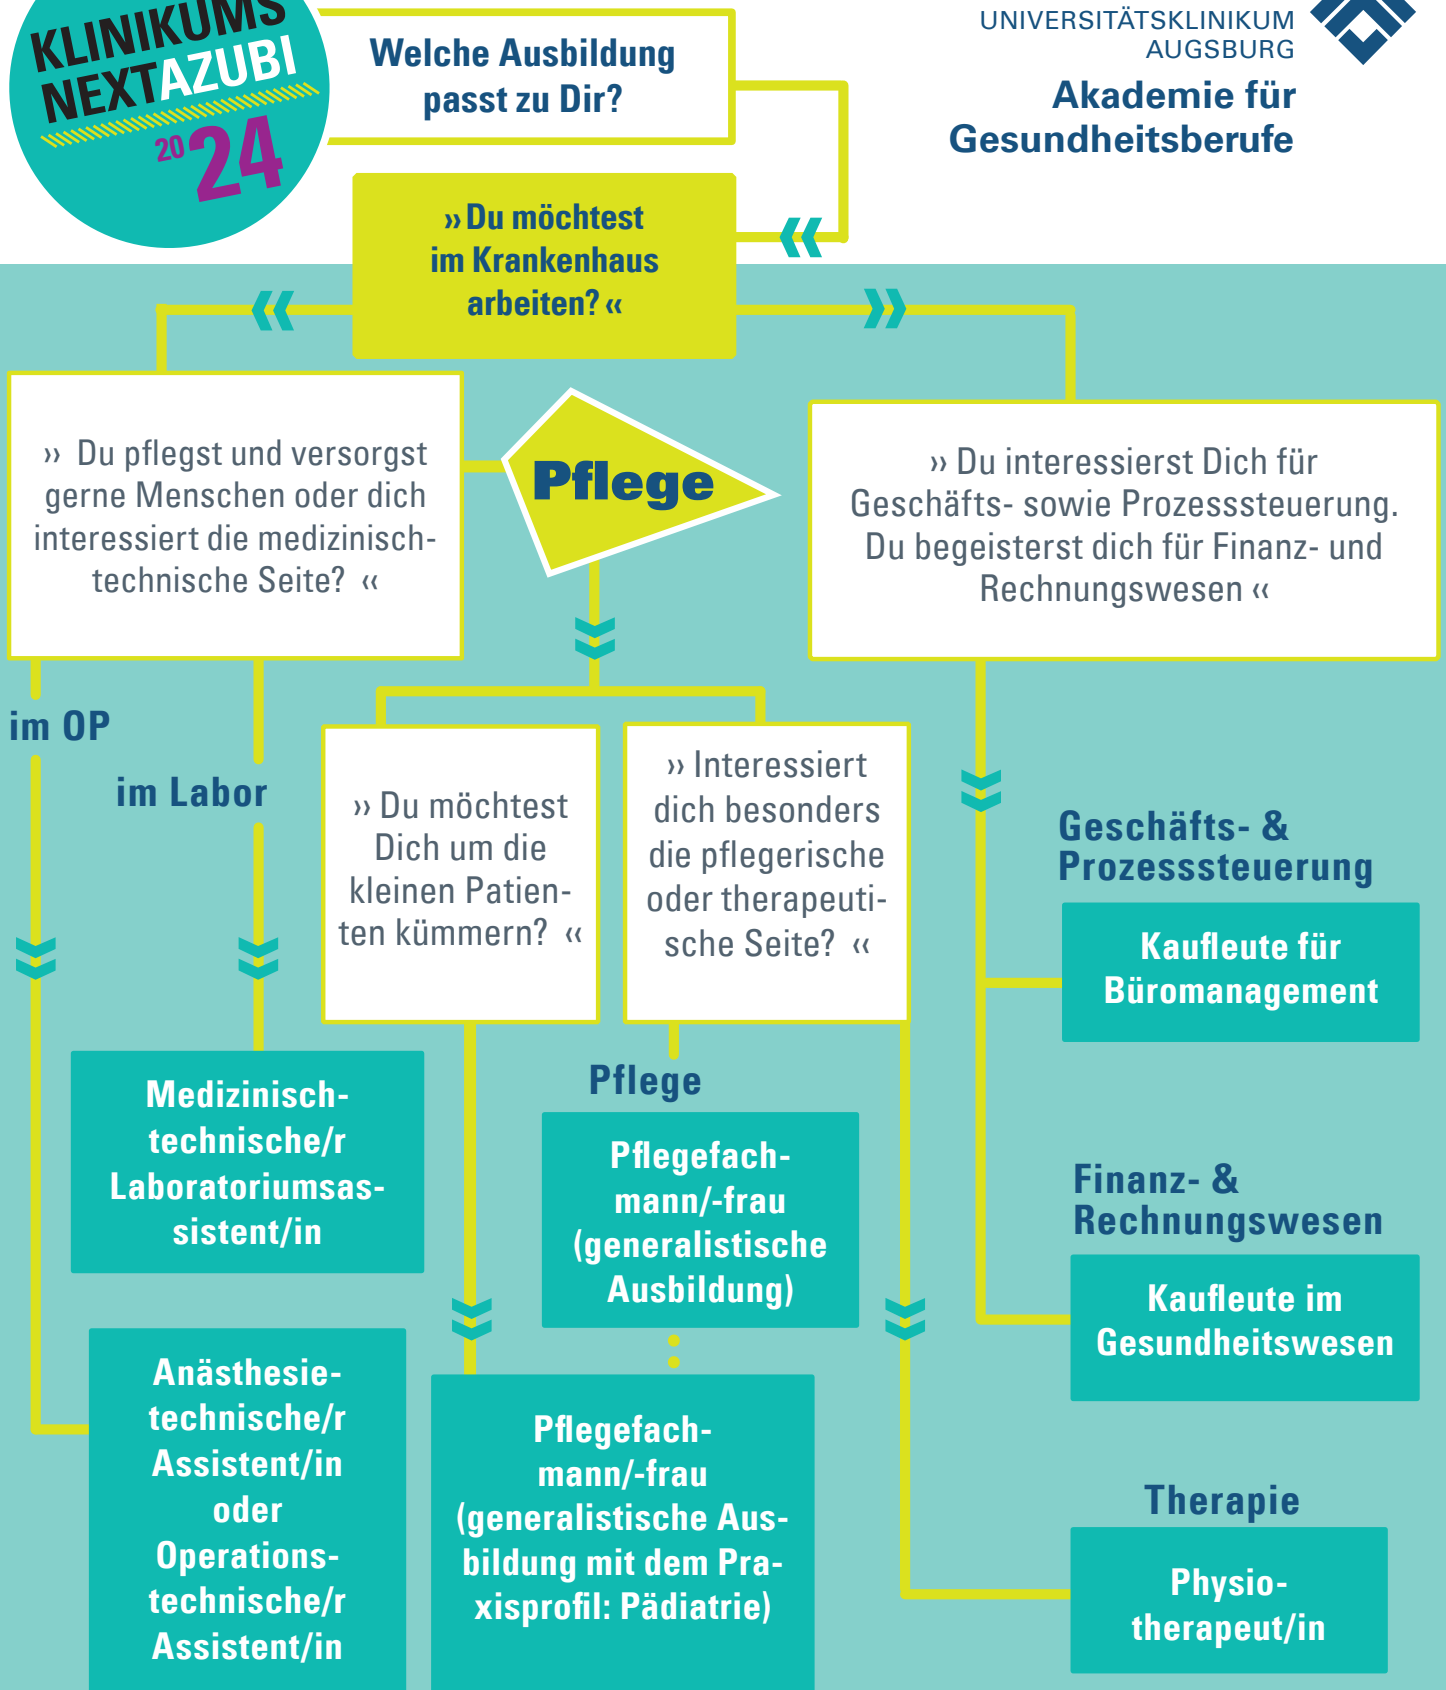 KLINIKUMS
NEXTAZUBI
2024
Welche Ausbildung
passt zu Dir?
UNIVERSITÄTSKLINIKUM
AUGSBURG
Akademie für
Gesundheitsberufe
›› Du möchtest
im Krankenhaus
arbeiten? ‹‹
›› Du pflegst und versorgst
gerne Menschen oder dich
interessiert die medizinisch-
technische Seite? ‹‹
Pflege
›› Du interessierst Dich für
Geschäfts- sowie Prozesssteuerung.
Du begeisterst dich für Finanz- und
Rechnungswesen ‹‹
im OP
im Labor
›› Du möchtest
Dich um die
kleinen Patien-
ten kümmern? ‹‹
›› Interessiert
dich besonders
die pflegerische
oder therapeuti-
sche Seite? ‹‹
Geschäfts- &
Prozesssteuerung
Kaufleute für
Büromanagement
Medizinisch-
technische/r
Laboratoriumsas-
sistent/in
Pflege
Pflegefach-
mann/-frau
(generalistische
Ausbildung)
Finanz- &
Rechnungswesen
Kaufleute im
Gesundheitswesen
Anästhesie-
technische/r
Assistent/in
oder
Operations-
technische/r
Assistent/in
Pflegefach-
mann/-frau
(generalistische Aus-
bildung mit dem Pra-
xisprofil: Pädiatrie)
Therapie
Physio-
therapeut/in